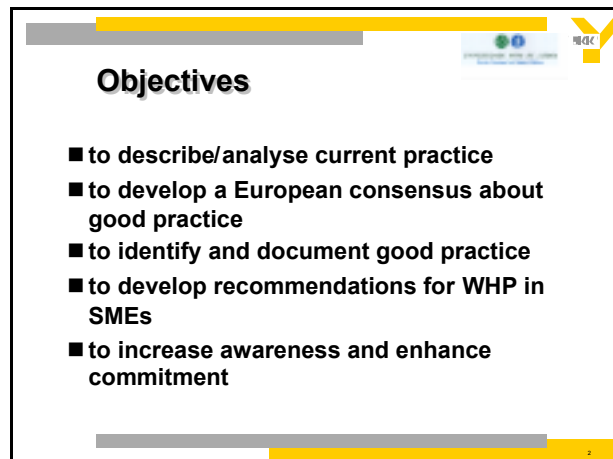 Objectives
■ to describe/analyse current practice
■ to develop a European consensus about
good practice
■ to identify and document good practice
■ to develop recommendations for WHP in
SMEs
■ to increase awareness and enhance
commitment
2